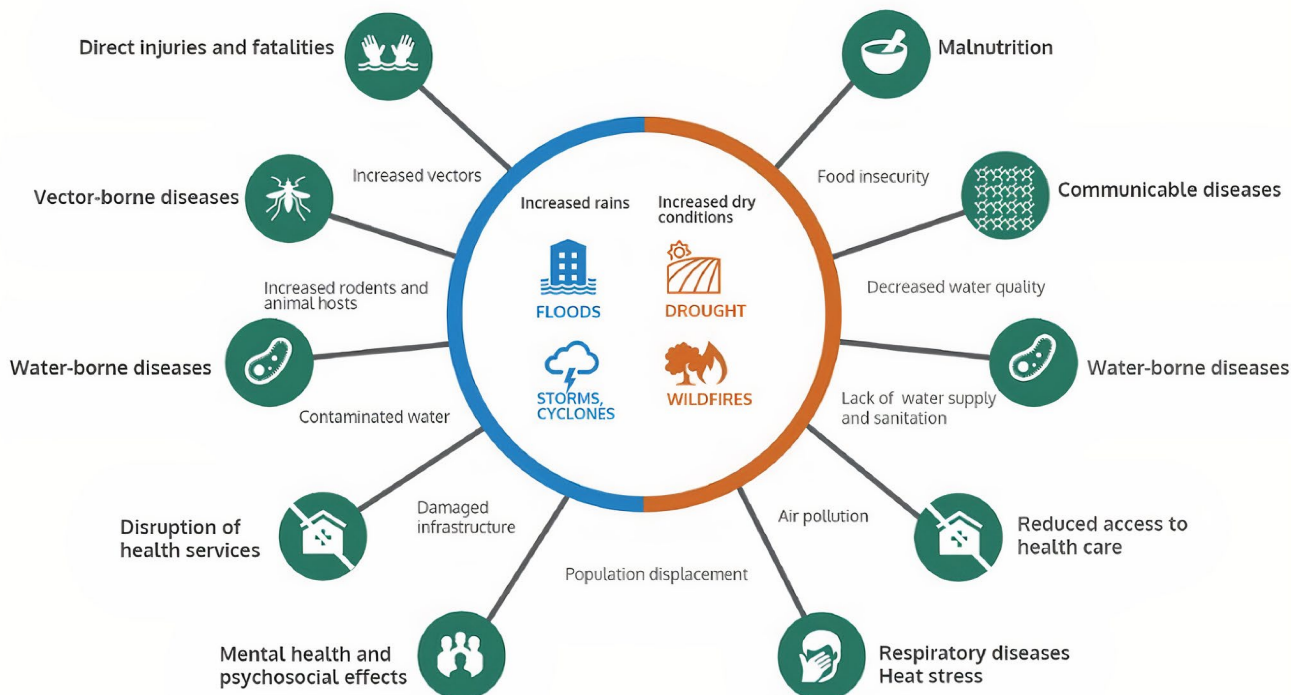 Direct injuries and fatalities
Malnutrition
Increased vectors
Food insecurity
Vector-borne diseases
Communicable diseases
Increased rains
Increased dry
conditions
Increased rodents and
animal hosts
Decreased water quality
FLOODS
DROUGHT
Water-borne diseases
Water-borne diseases
STORMS,
CYCLONES
WILDFIRES
Contaminated water
Lack of water supply
and sanitation
Damaged
infrastructure
Air pollution
Disruption of
health services
Reduced access to
health care
Population displacement
Mental health and
psychosocial effects
Respiratory diseases
Heat stress